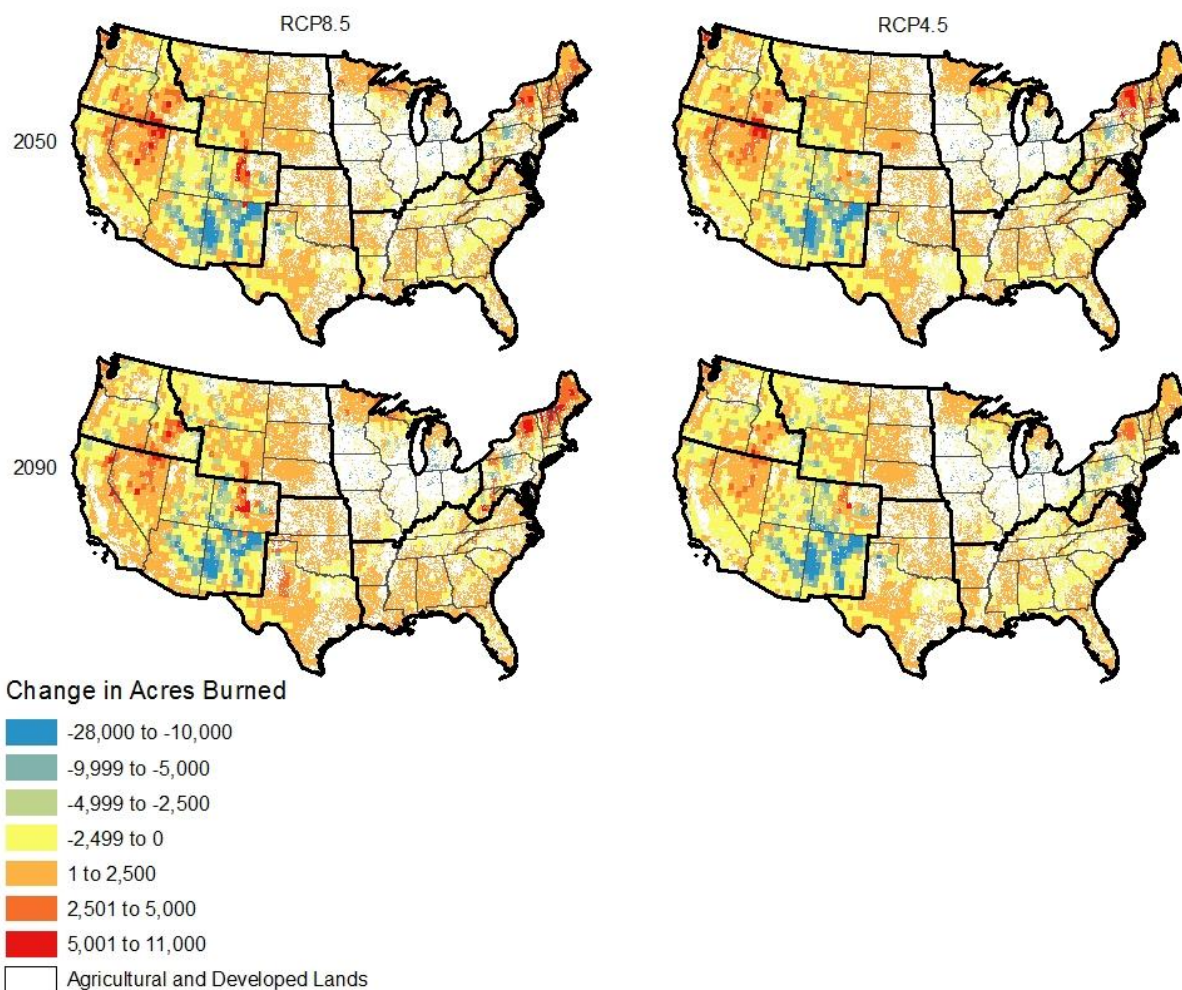 RCP8.5
RCP4.5
2050
2090
Change in Acres Burned
-28,000 to -10,000
-9,999 to -5,000
-4,999 to -2,500
-2,499 to 0
1 to 2,500
2,501 to 5,000
5,001 to 11,000
Agricultural and Developed Lands